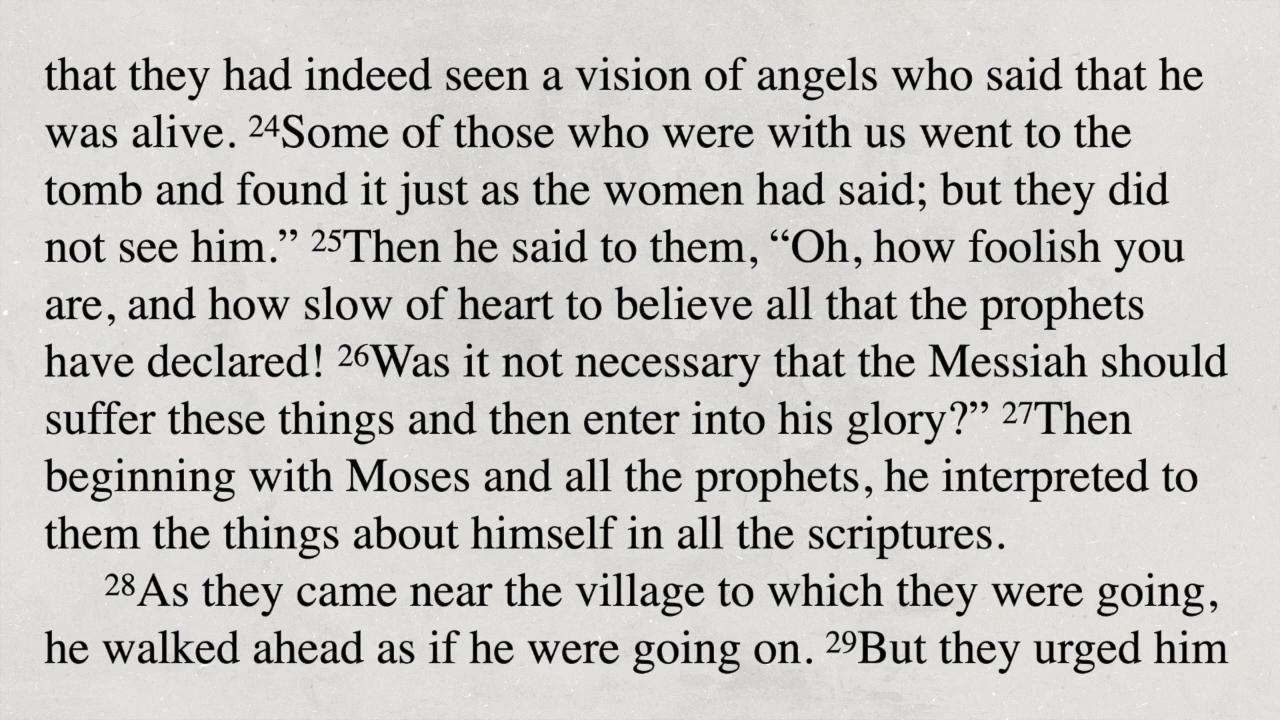 that they had indeed seen a vision of angels who said that he
was alive. 24Some of those who were with us went to the
tomb and found it just as the women had said; but they did
not see him.” 25Then he said to them, “Oh, how foolish you
are, and how slow of heart to believe all that the prophets
have declared! 26Was it not necessary that the Messiah should
suffer these things and then enter into his glory?” 27Then
beginning with Moses and all the prophets, he interpreted to
them the things about himself in all the scriptures.
28As they came near the village to which they were going,
he walked ahead as if he were going on. 29But they urged him